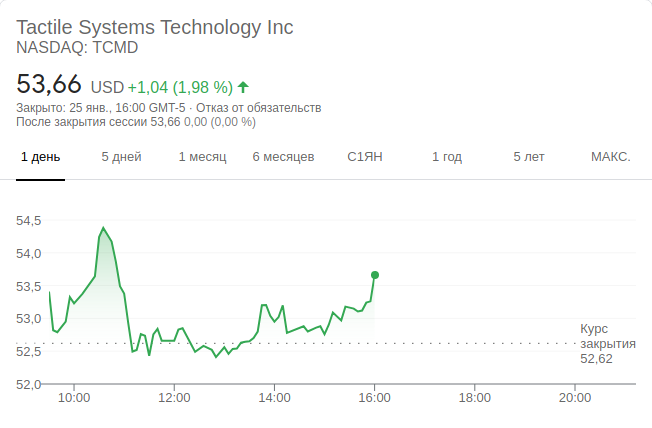 Tactile Systems Technology Inc
NASDAQ: TCMD
53,66 USD +1,04 (1,98 %)
Закрыто: 25 янв., 16:00 GMT-5 · Отказ от обязательств
После закрытия сессии 53,66 0,00 (0,00 %)
1 день 5 дней 1 месяц 6 месяцев С1ЯН 1 год 5 лет МАКС.
54,5
54,0
53,5
53,0
52,5
52,0
Курс
закрытия
52,62
10:00 12:00 14:00 16:00 18:00 20:00